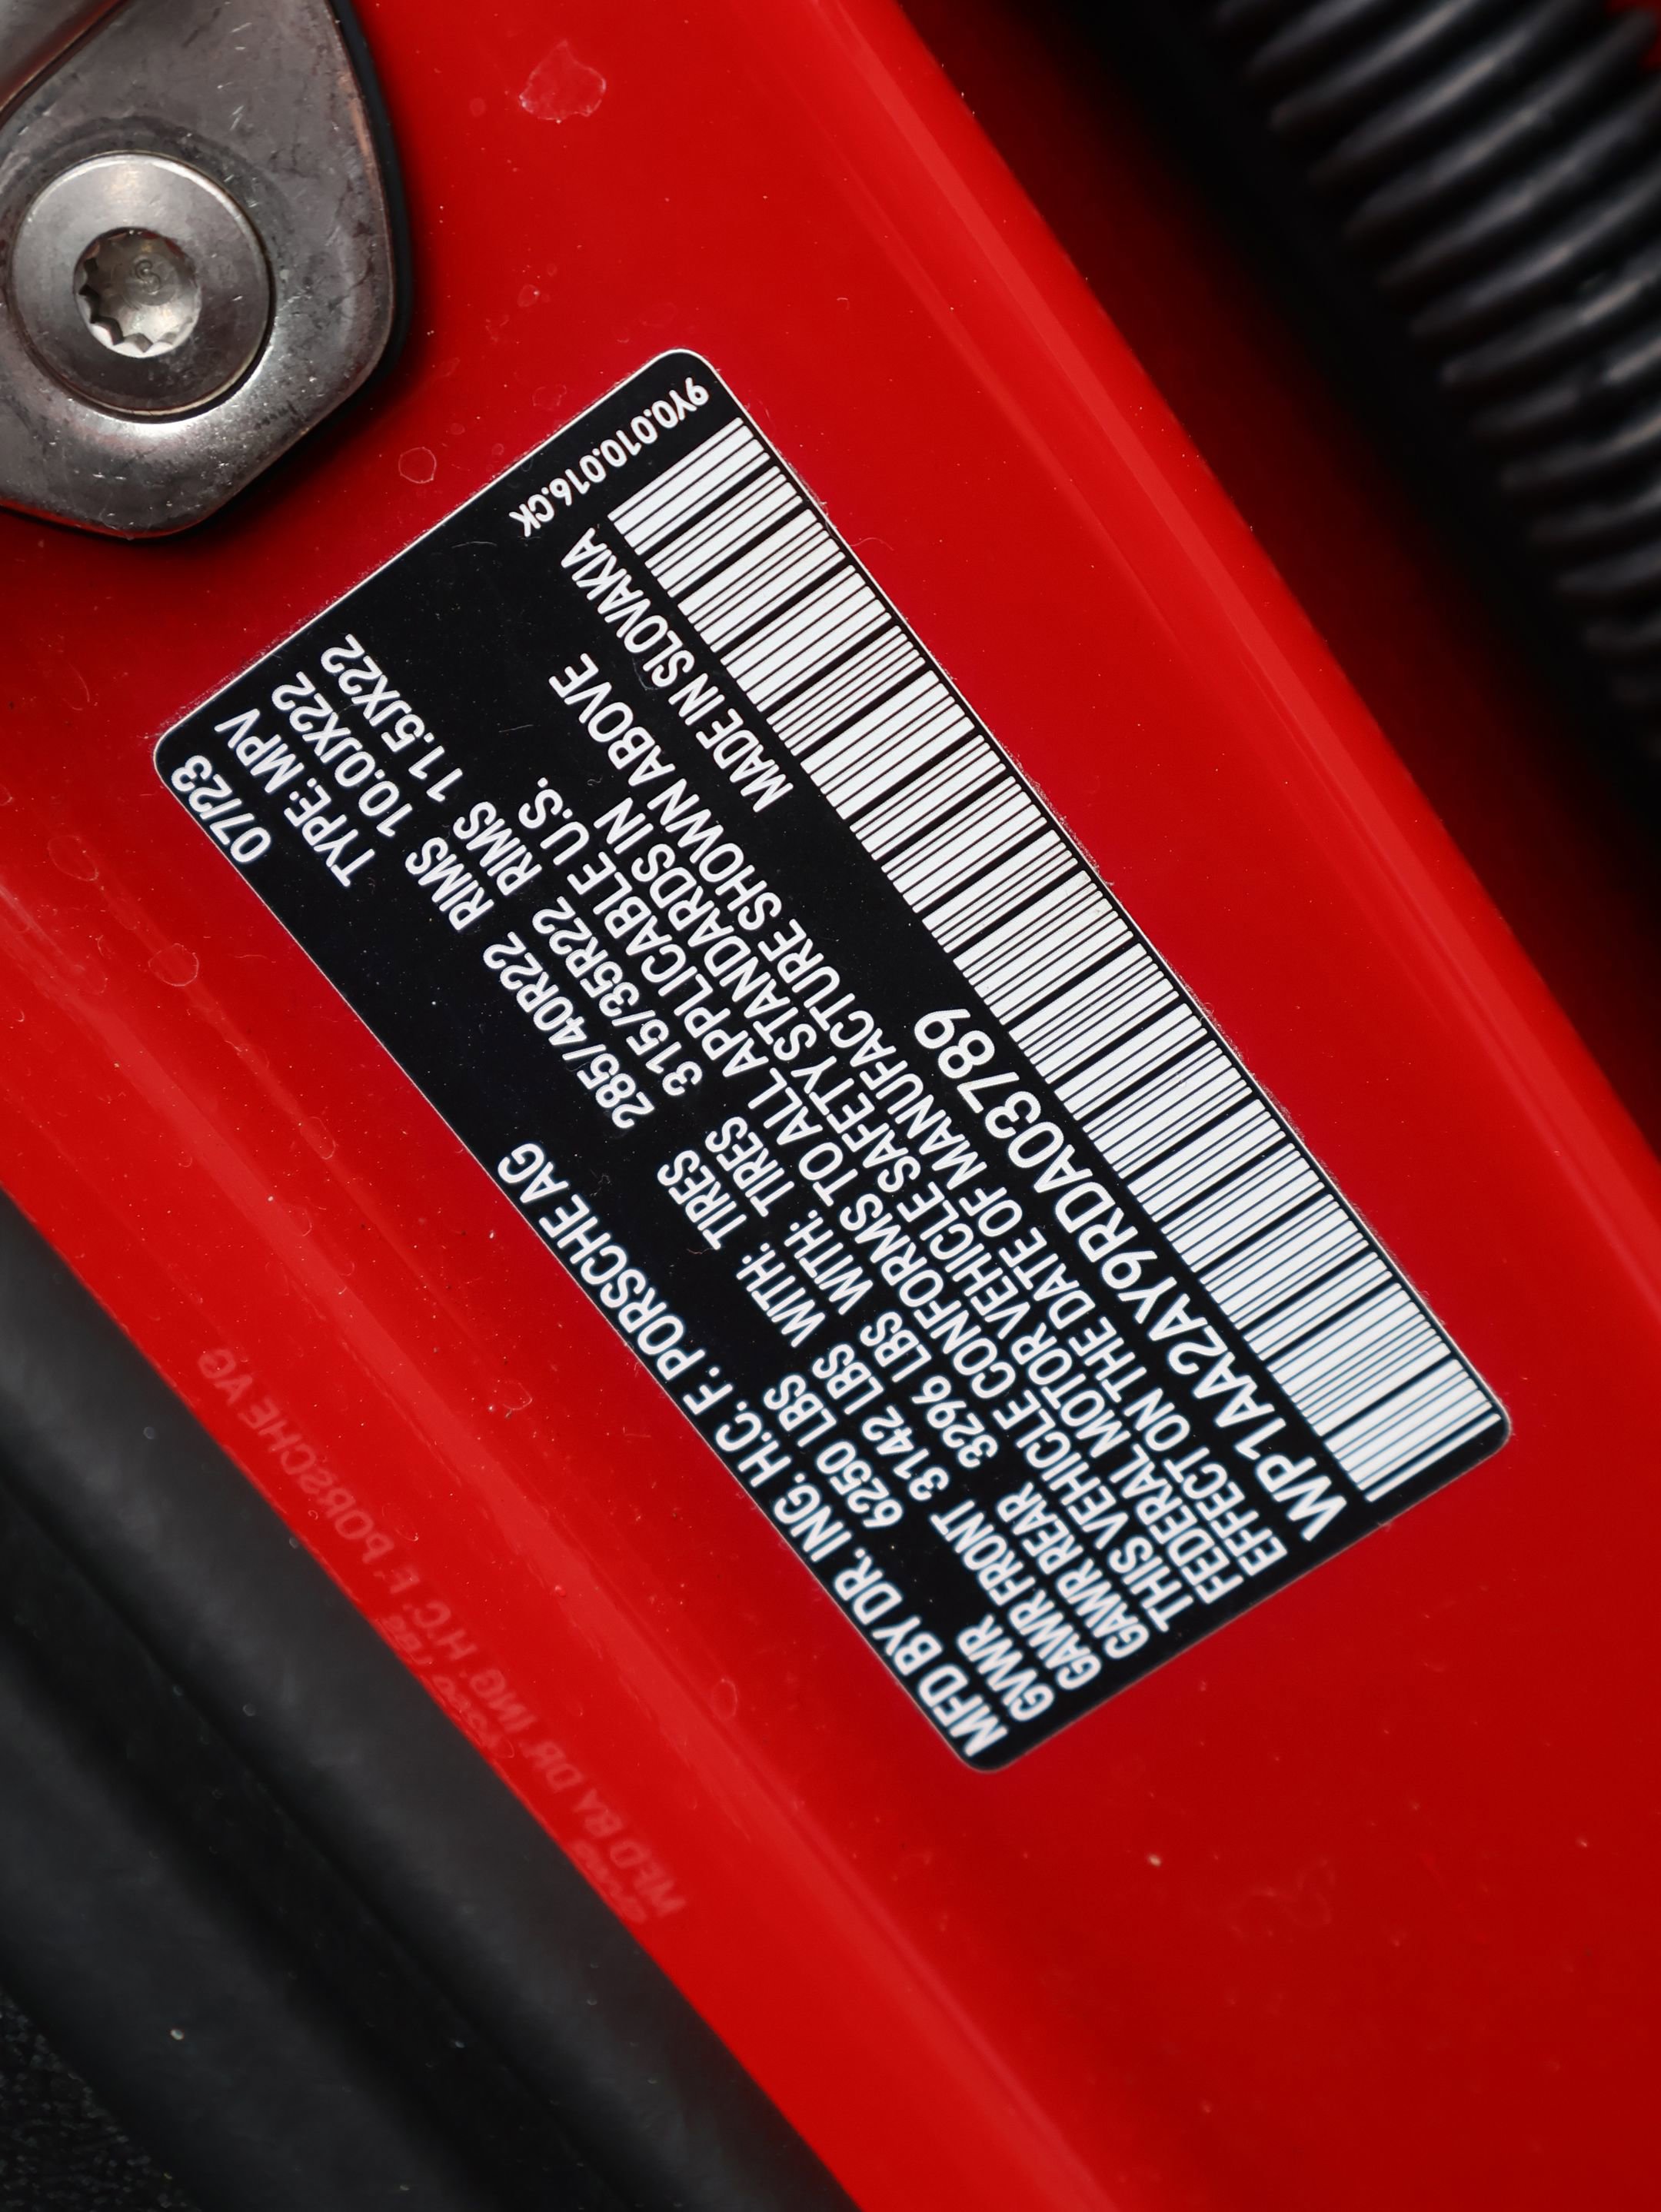 MFD BY DR. ING. H.C. F. PORSCHE AG 07/23
GVWR 6250 LBS TYPE: MPV
GAWR FRONT 3142 LBS WITH: TIRES 285/40R22 RIMS 10.0JX22
GAWR REAR 3296 LBS WITH: TIRES 315/35R22 RIMS 11.5JX22
THIS VEHICLE CONFORMS TO ALL APPLICABLE U.S.
FEDERAL MOTOR VEHICLE SAFETY STANDARDS IN
EFFECT ON THE DATE OF MANUFACTURE SHOWN ABOVE
WP1AA2AY9RDA03789 MADE IN SLOVAKIA
9Y0.010.016.CK